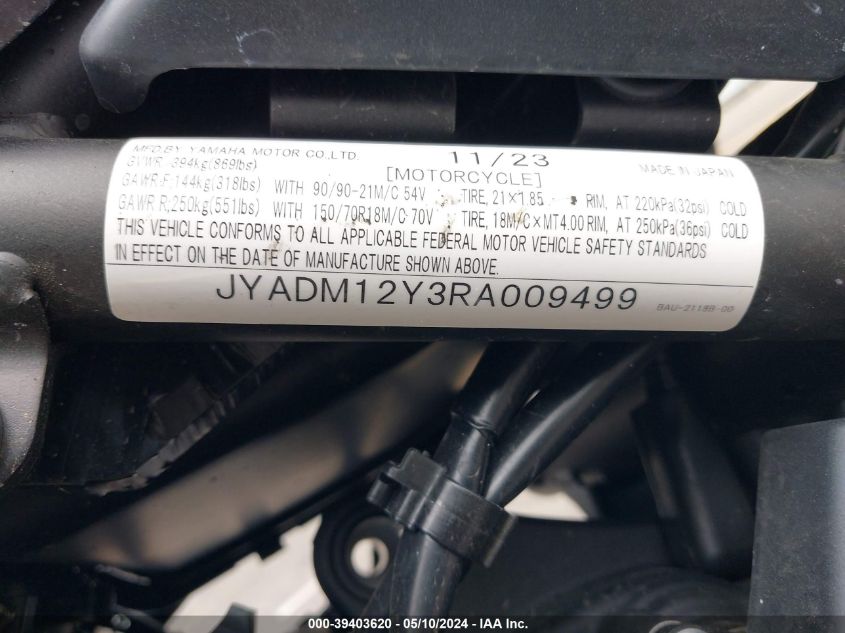 MFD.BY YAMAHA MOTOR CO.,LTD. 11/23 MADE IN JAPAN
GVWR:394kg(869lbs) [MOTORCYCLE]
GAWR.F;144kg(318lbs) WITH 90/90-21M/C 54V TIRE, 21×1.85 RIM, AT 220kPa(32psi) COLD
GAWR.R;250kg(551lbs) WITH 150/70R18M/C 70V TIRE, 18M/C×MT4.00 RIM, AT 250kPa(36psi) COLD
THIS VEHICLE CONFORMS TO ALL APPLICABLE FEDERAL MOTOR VEHICLE SAFETY STANDARDS
IN EFFECT ON THE DATE OF MANUFACTURE SHOWN ABOVE.
JYADM12Y3RA009499 BAU-2118B-00
000-39403620 - 05/10/2024 - IAA Inc.